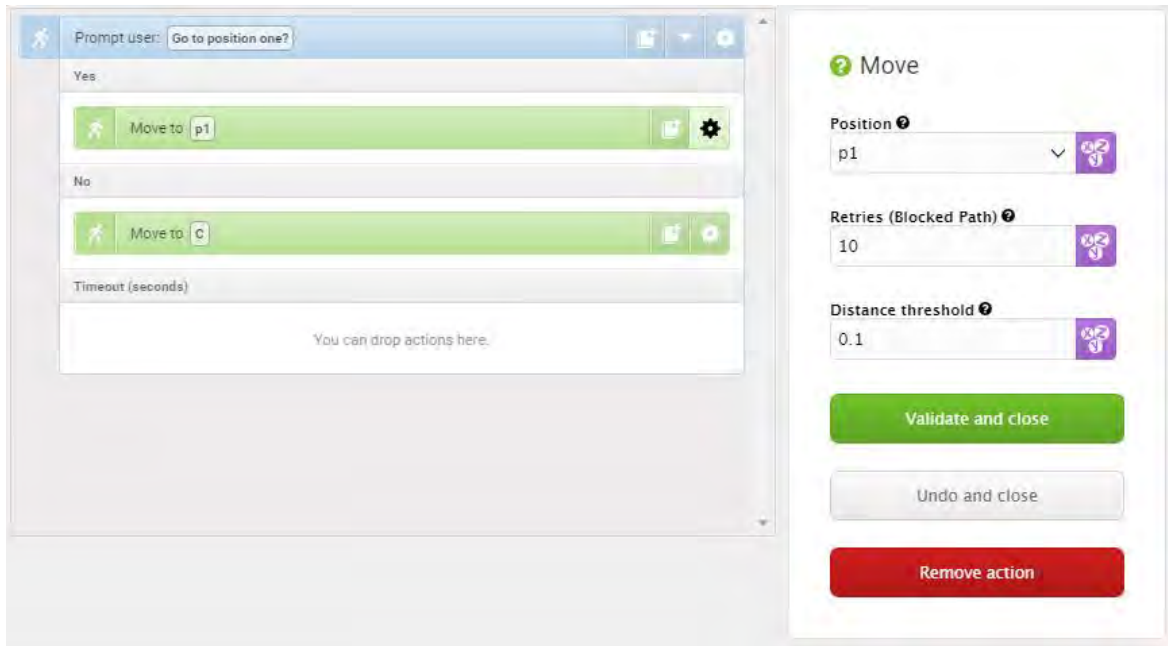 Prompt user: Go to position one?
Yes
Move to p1
No
Move to C
Timeout (seconds)
You can drop actions here.
Move
Position
p1
Retries (Blocked Path)
10
Distance threshold
0.1
Validate and close
Undo and close
Remove action